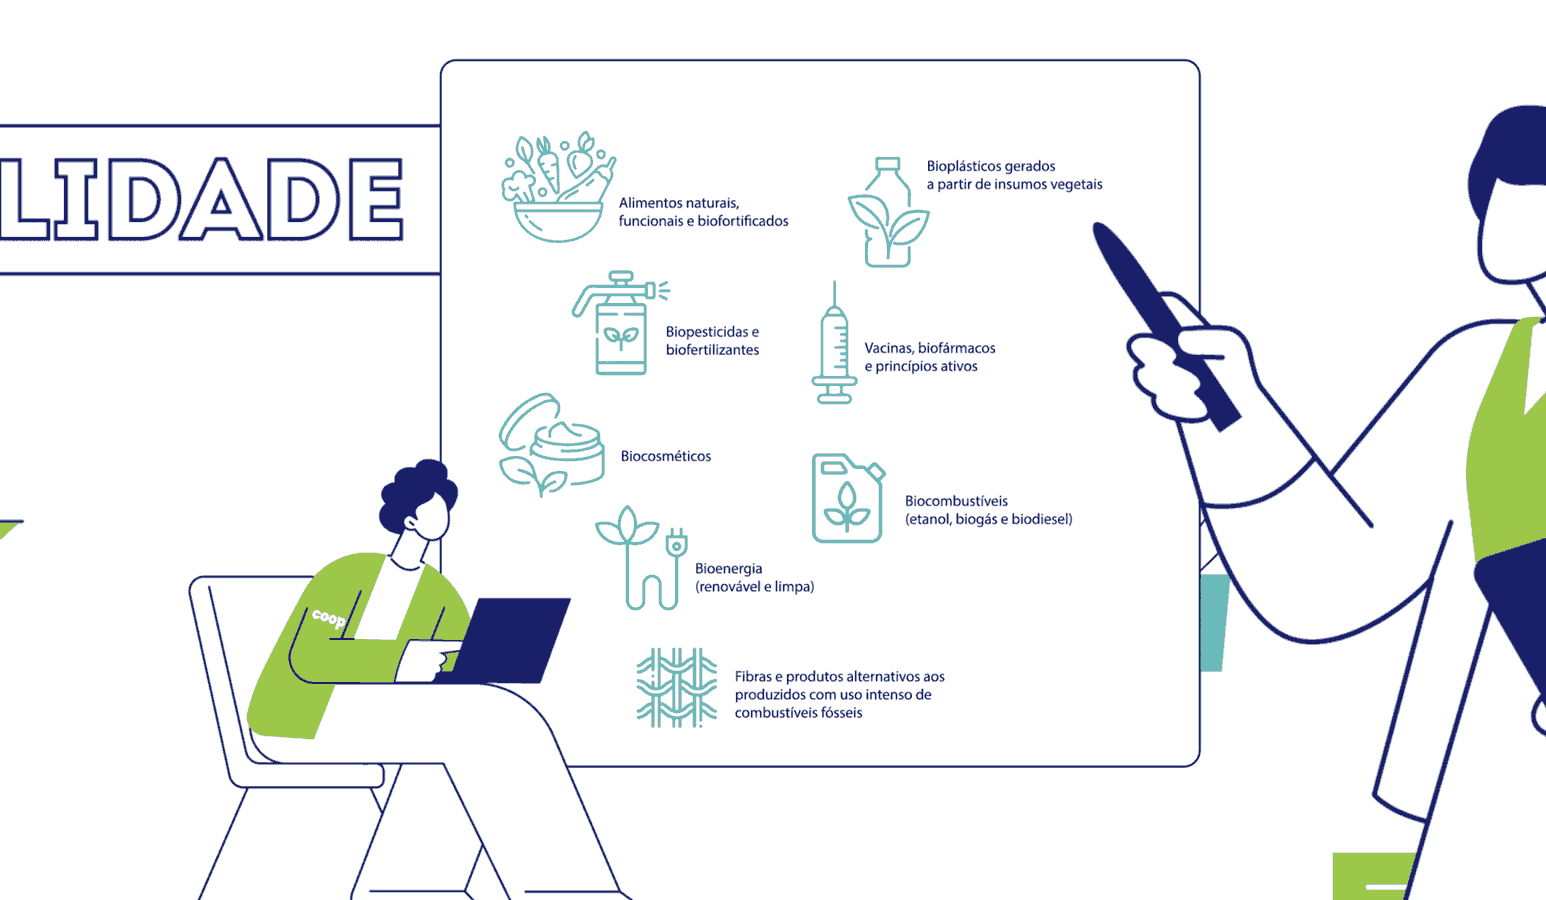 LIDADE
Alimentos naturais,
funcionais e biofortificados
Bioplásticos gerados
a partir de insumos vegetais
Biopesticidas e
biofertilizantes
Vacinas, biofármacos
e princípios ativos
Biocosméticos
Biocombustíveis
(etanol, biogás e biodiesel)
Bioenergia
(renovável e limpa)
coop
Fibras e produtos alternativos aos
produzidos com uso intenso de
combustíveis fósseis